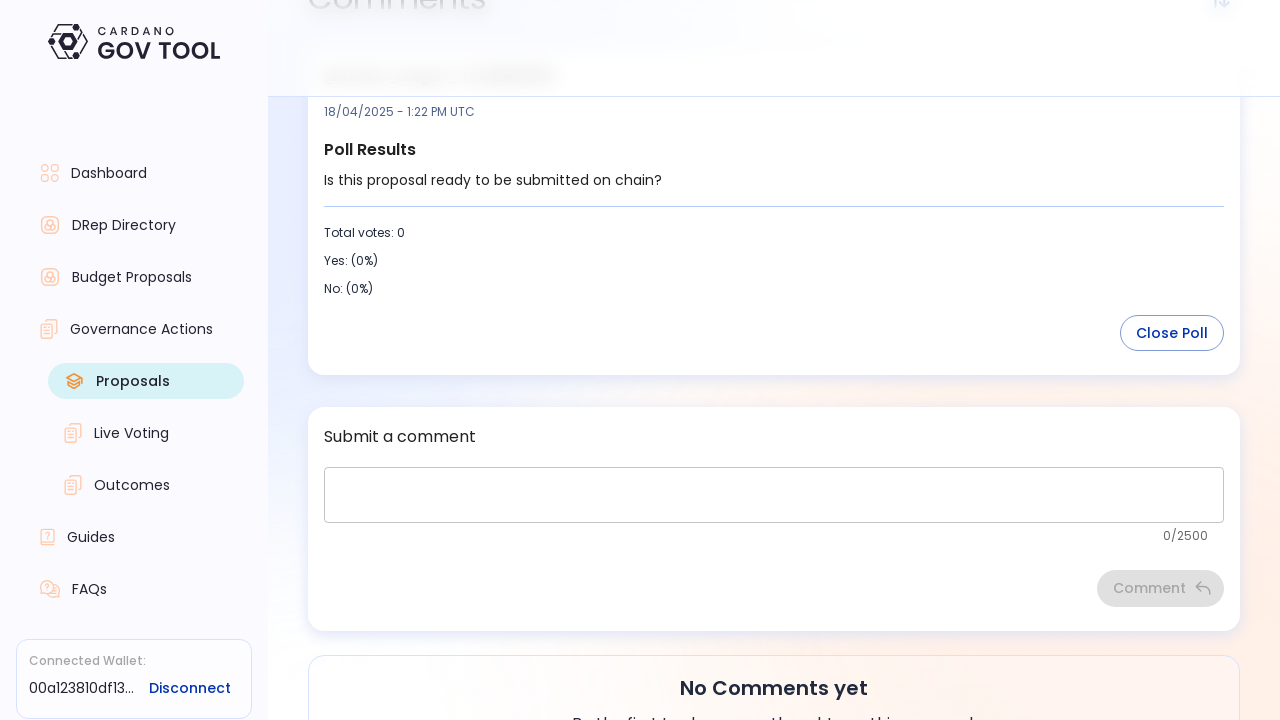 CARDANO
GOV TOOL
Dashboard
DRep Directory
Budget Proposals
Governance Actions
Proposals
Live Voting
Outcomes
Guides
FAQs
Connected Wallet:
00a123810df13...
Disconnect
Comments
18/04/2025 - 1:22 PM UTC
Poll Results
Is this proposal ready to be submitted on chain?
Total votes: 0
Yes: (0%)
No: (0%)
Close Poll
Submit a comment
0/2500
Comment
No Comments yet